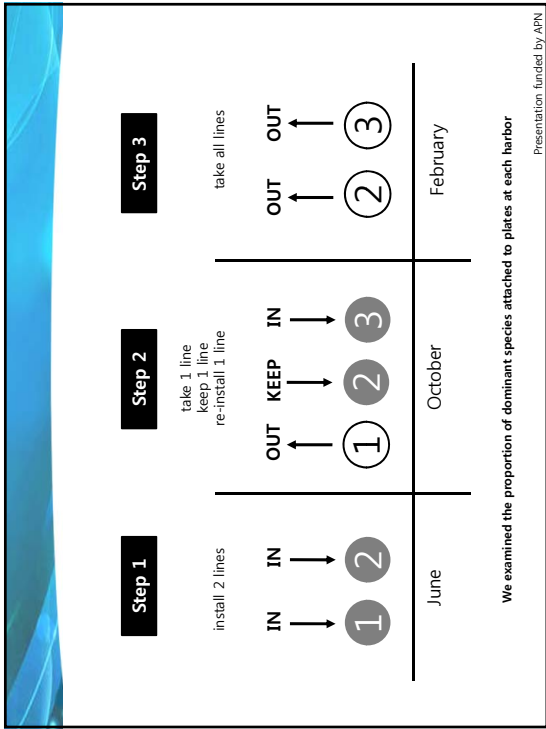 Step 1
Step 2
Step 3
install 2 lines
take 1 line
keep 1 line
re-install 1 line
take all lines
IN IN
OUT KEEP IN
OUT OUT
1 2
1 2 3
2 3
June
October
February
We examined the proportion of dominant species attached to plates at each harbor
Presentation funded by APN